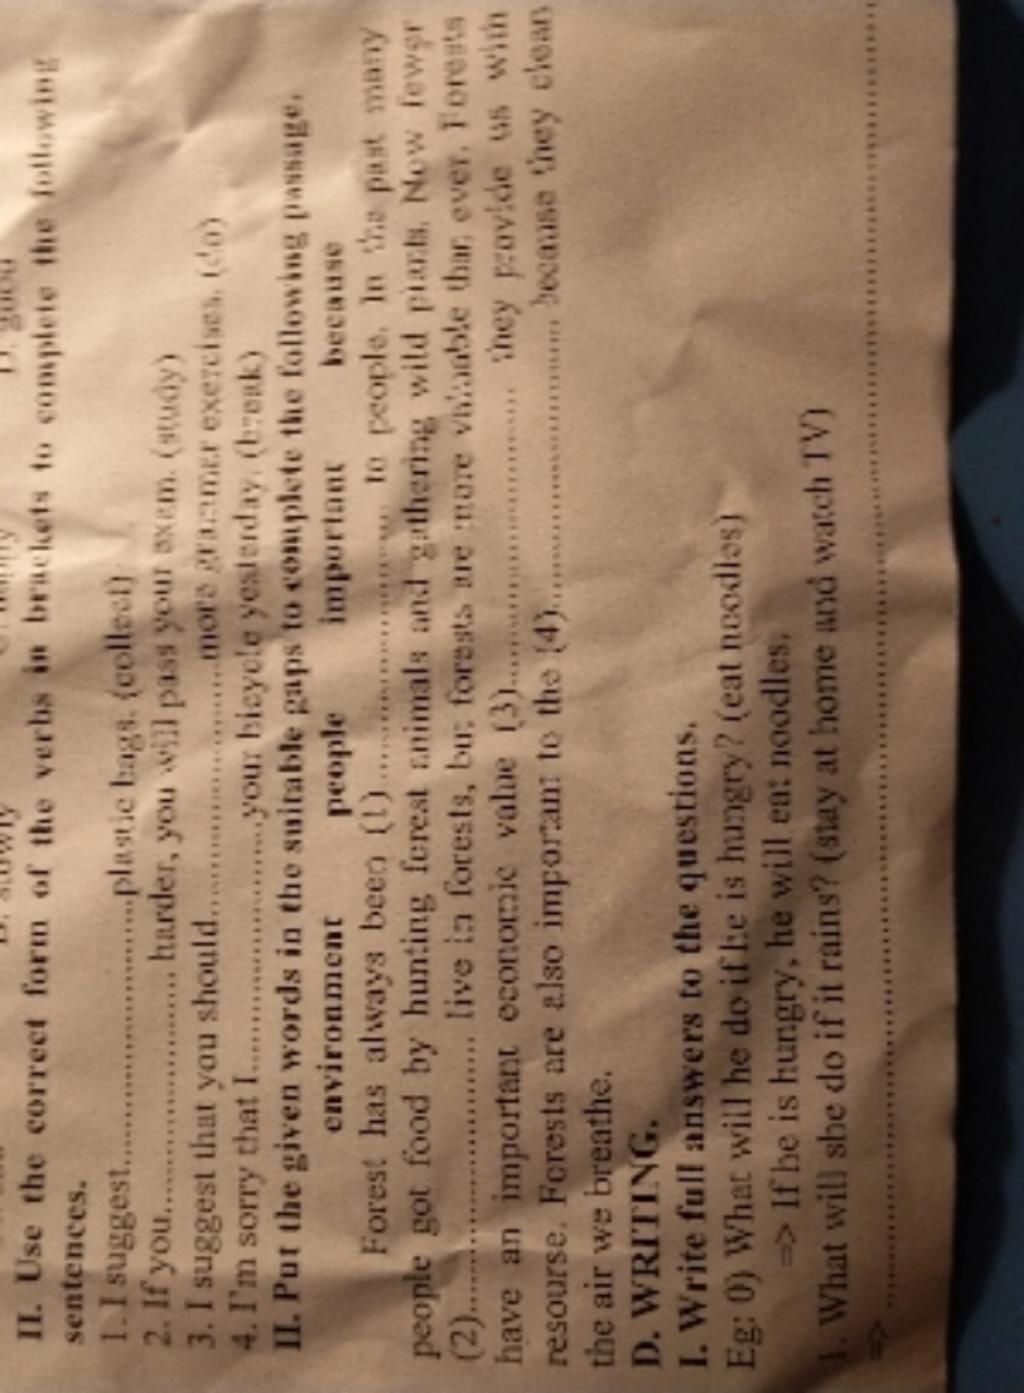 II. Use the correct form of the verbs in brackets to complete the following
sentences.
1. I suggest..............................plastic bags. (collect)
2. If you........................ harder, you will pass your exam. (study)
3. I suggest that you should..............................more grammer exercises. (do)
4. I'm sorry that I..............................your bicycle yesterday. (break)
II. Put the given words in the suitable gaps to complete the following passage.
environment people important because
Forest has always been (1).............................. to people. In the past many
people got food by hunting forest animals and gathering wild plants. Now fewer
(2).............................. live in forests, but forests are more valuable than ever. Forests
have an important economic value (3).............................. they provide us with
resourse. Forests are also important to the (4).............................. because they clean
the air we breathe.
D. WRITING.
I. Write full answers to the questions.
Eg: 0) What will he do if he is hungry? (eat noodles)
=> If he is hungry, he will eat noodles.
1. What will she do if it rains? (stay at home and watch TV)
=> ........................................................................